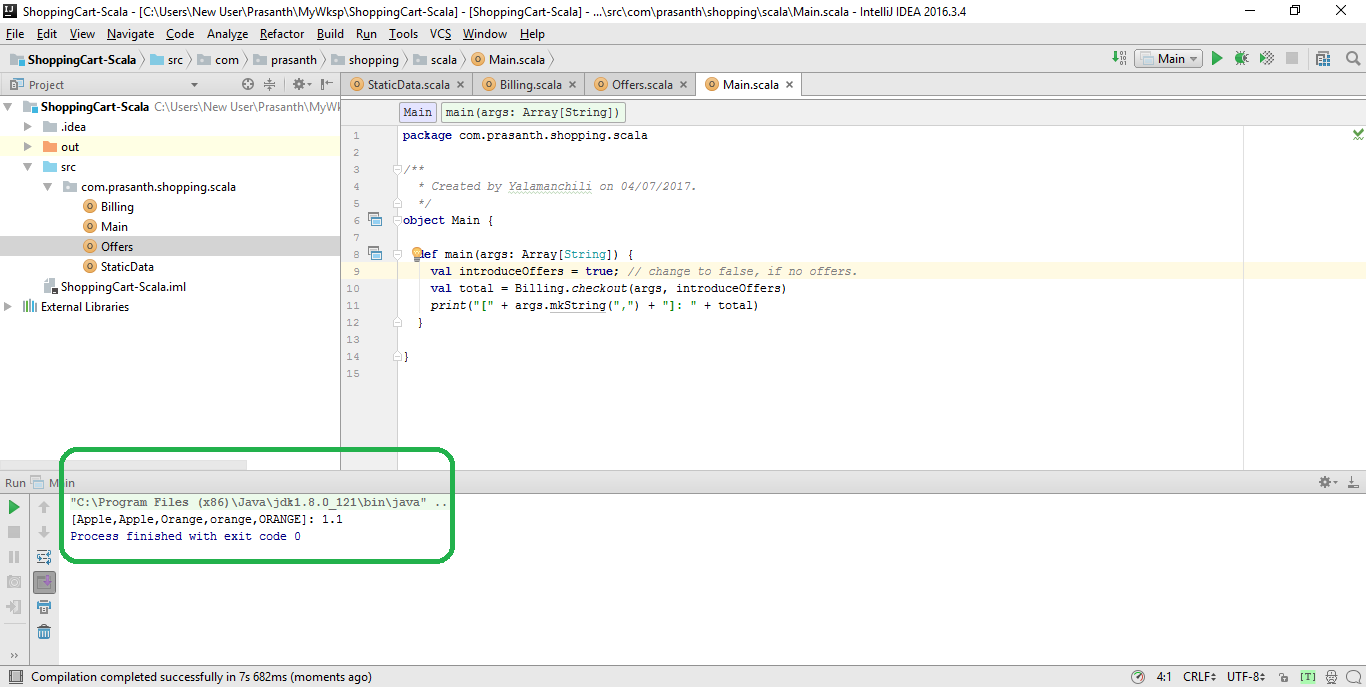 ShoppingCart-Scala - [C:\Users\New User\Prasanth\MyWksp\ShoppingCart-Scala] - [ShoppingCart-Scala] - ...\src\com\prasanth\shopping\scala\Main.scala - IntelliJ IDEA 2016.3.4
File Edit View Navigate Code Analyze Refactor Build Run Tools VCS Window Help
ShoppingCart-Scala src com prasanth shopping scala Main.scala Main
Project StaticData.scala Billing.scala Offers.scala Main.scala
ShoppingCart-Scala C:\Users\New User\Prasanth\MyWk
.idea
out
src
com.prasanth.shopping.scala
Billing
Main
Offers
StaticData
ShoppingCart-Scala.iml
External Libraries
Main main(args: Array[String])
1 package com.prasanth.shopping.scala
2
3 /**
4 * Created by Yalamanchili on 04/07/2017.
5 */
6 object Main {
7
8 def main(args: Array[String]) {
9 val introduceOffers = true; // change to false, if no offers.
10 val total = Billing.checkout(args, introduceOffers)
11 print("[" + args.mkString(",") + "]: " + total)
12 }
13
14 }
15
Run Main
"C:\Program Files (x86)\Java\jdk1.8.0_121\bin\java" ..
[Apple,Apple,Orange,orange,ORANGE]: 1.1
Process finished with exit code 0
Compilation completed successfully in 7s 682ms (moments ago) 4:1 CRLF UTF-8 [T]